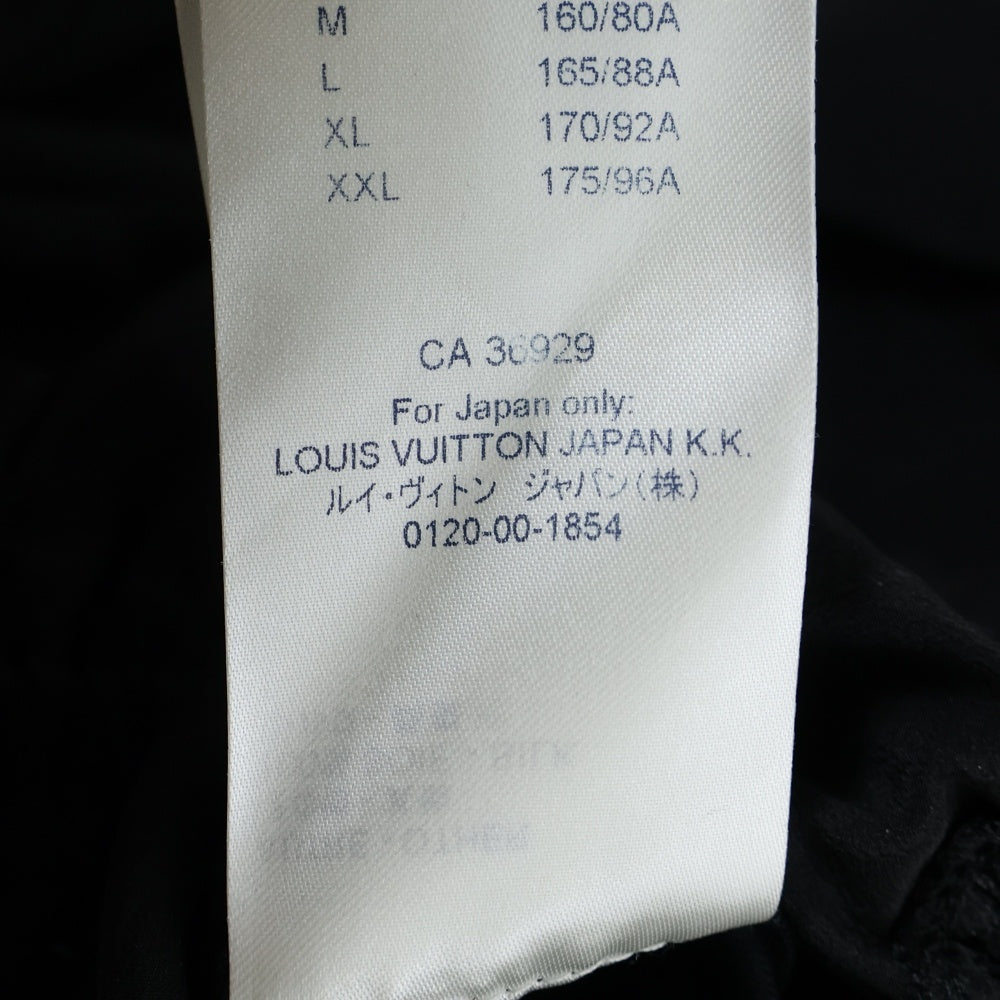 M 160/80A
L 165/88A
XL 170/92A
XXL 175/96A
CA 36929
For Japan only:
LOUIS VUITTON JAPAN K.K.
ルイ・ヴィトン ジャパン(株)
0120-00-1854